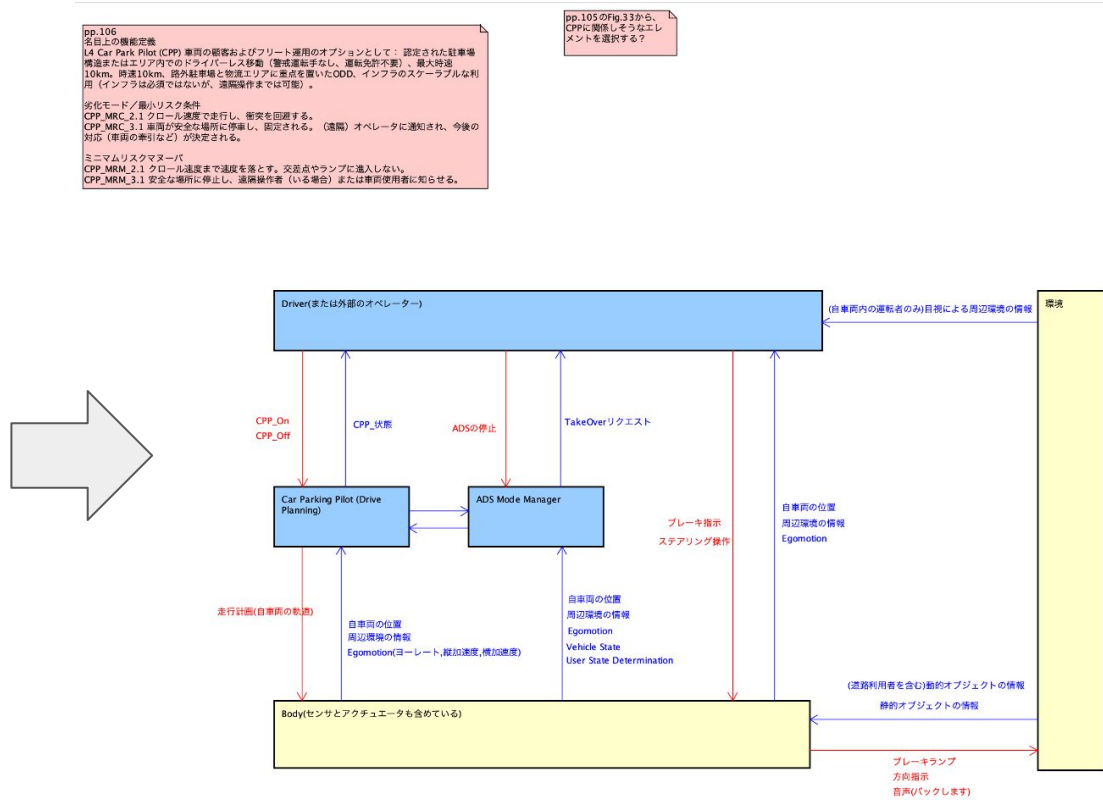 pp.106
名目上の機能定義
L4 Car Park Pilot (CPP) 車両の顧客およびフリート運用のオプションとして： 認定された駐車場
構造またはエリア内でのドライバーレス移動（警戒運転手なし、運転免許不要）、最大時速
10km。時速10km、路外駐車場と物流エリアに重点を置いたODD、インフラのスケーラブルな利
用（インフラは必須ではないが、遠隔操作までは可能）。
劣化モード／最小リスク条件
CPP_MRC_2.1 クロール速度で走行し、衝突を回避する。
CPP_MRC_3.1 車両が安全な場所に停車し、固定される。（遠隔）オペレータに通知され、今後の
対応（車両の牽引など）が決定される。
ミニマムリスクマヌーバ
CPP_MRM_2.1 クロール速度まで速度を落とす。交差点やランプに進入しない。
CPP_MRM_3.1 安全な場所に停止し、遠隔操作者（いる場合）または車両使用者に知らせる。
pp.105のFig.33から、
CPPに関係しそうなエレ
メントを選択する？
Driver(または外部のオペレーター)
(自車両内の運転者のみ)目視による周辺環境の情報
環境
CPP_On
CPP_Off
CPP_状態
ADSの停止
TakeOverリクエスト
Car Parking Pilot (Drive
Planning)
ADS Mode Manager
ブレーキ指示
ステアリング操作
自車両の位置
周辺環境の情報
Egomotion
走行計画(自車両の軌道)
自車両の位置
周辺環境の情報
Egomotion(ヨーレート,縦加速度,横加速度)
自車両の位置
周辺環境の情報
Egomotion
Vehicle State
User State Determination
(道路利用者を含む)動的オブジェクトの情報
静的オブジェクトの情報
Body(センサとアクチュエータも含めている)
ブレーキランプ
方向指示
音声(バックします)